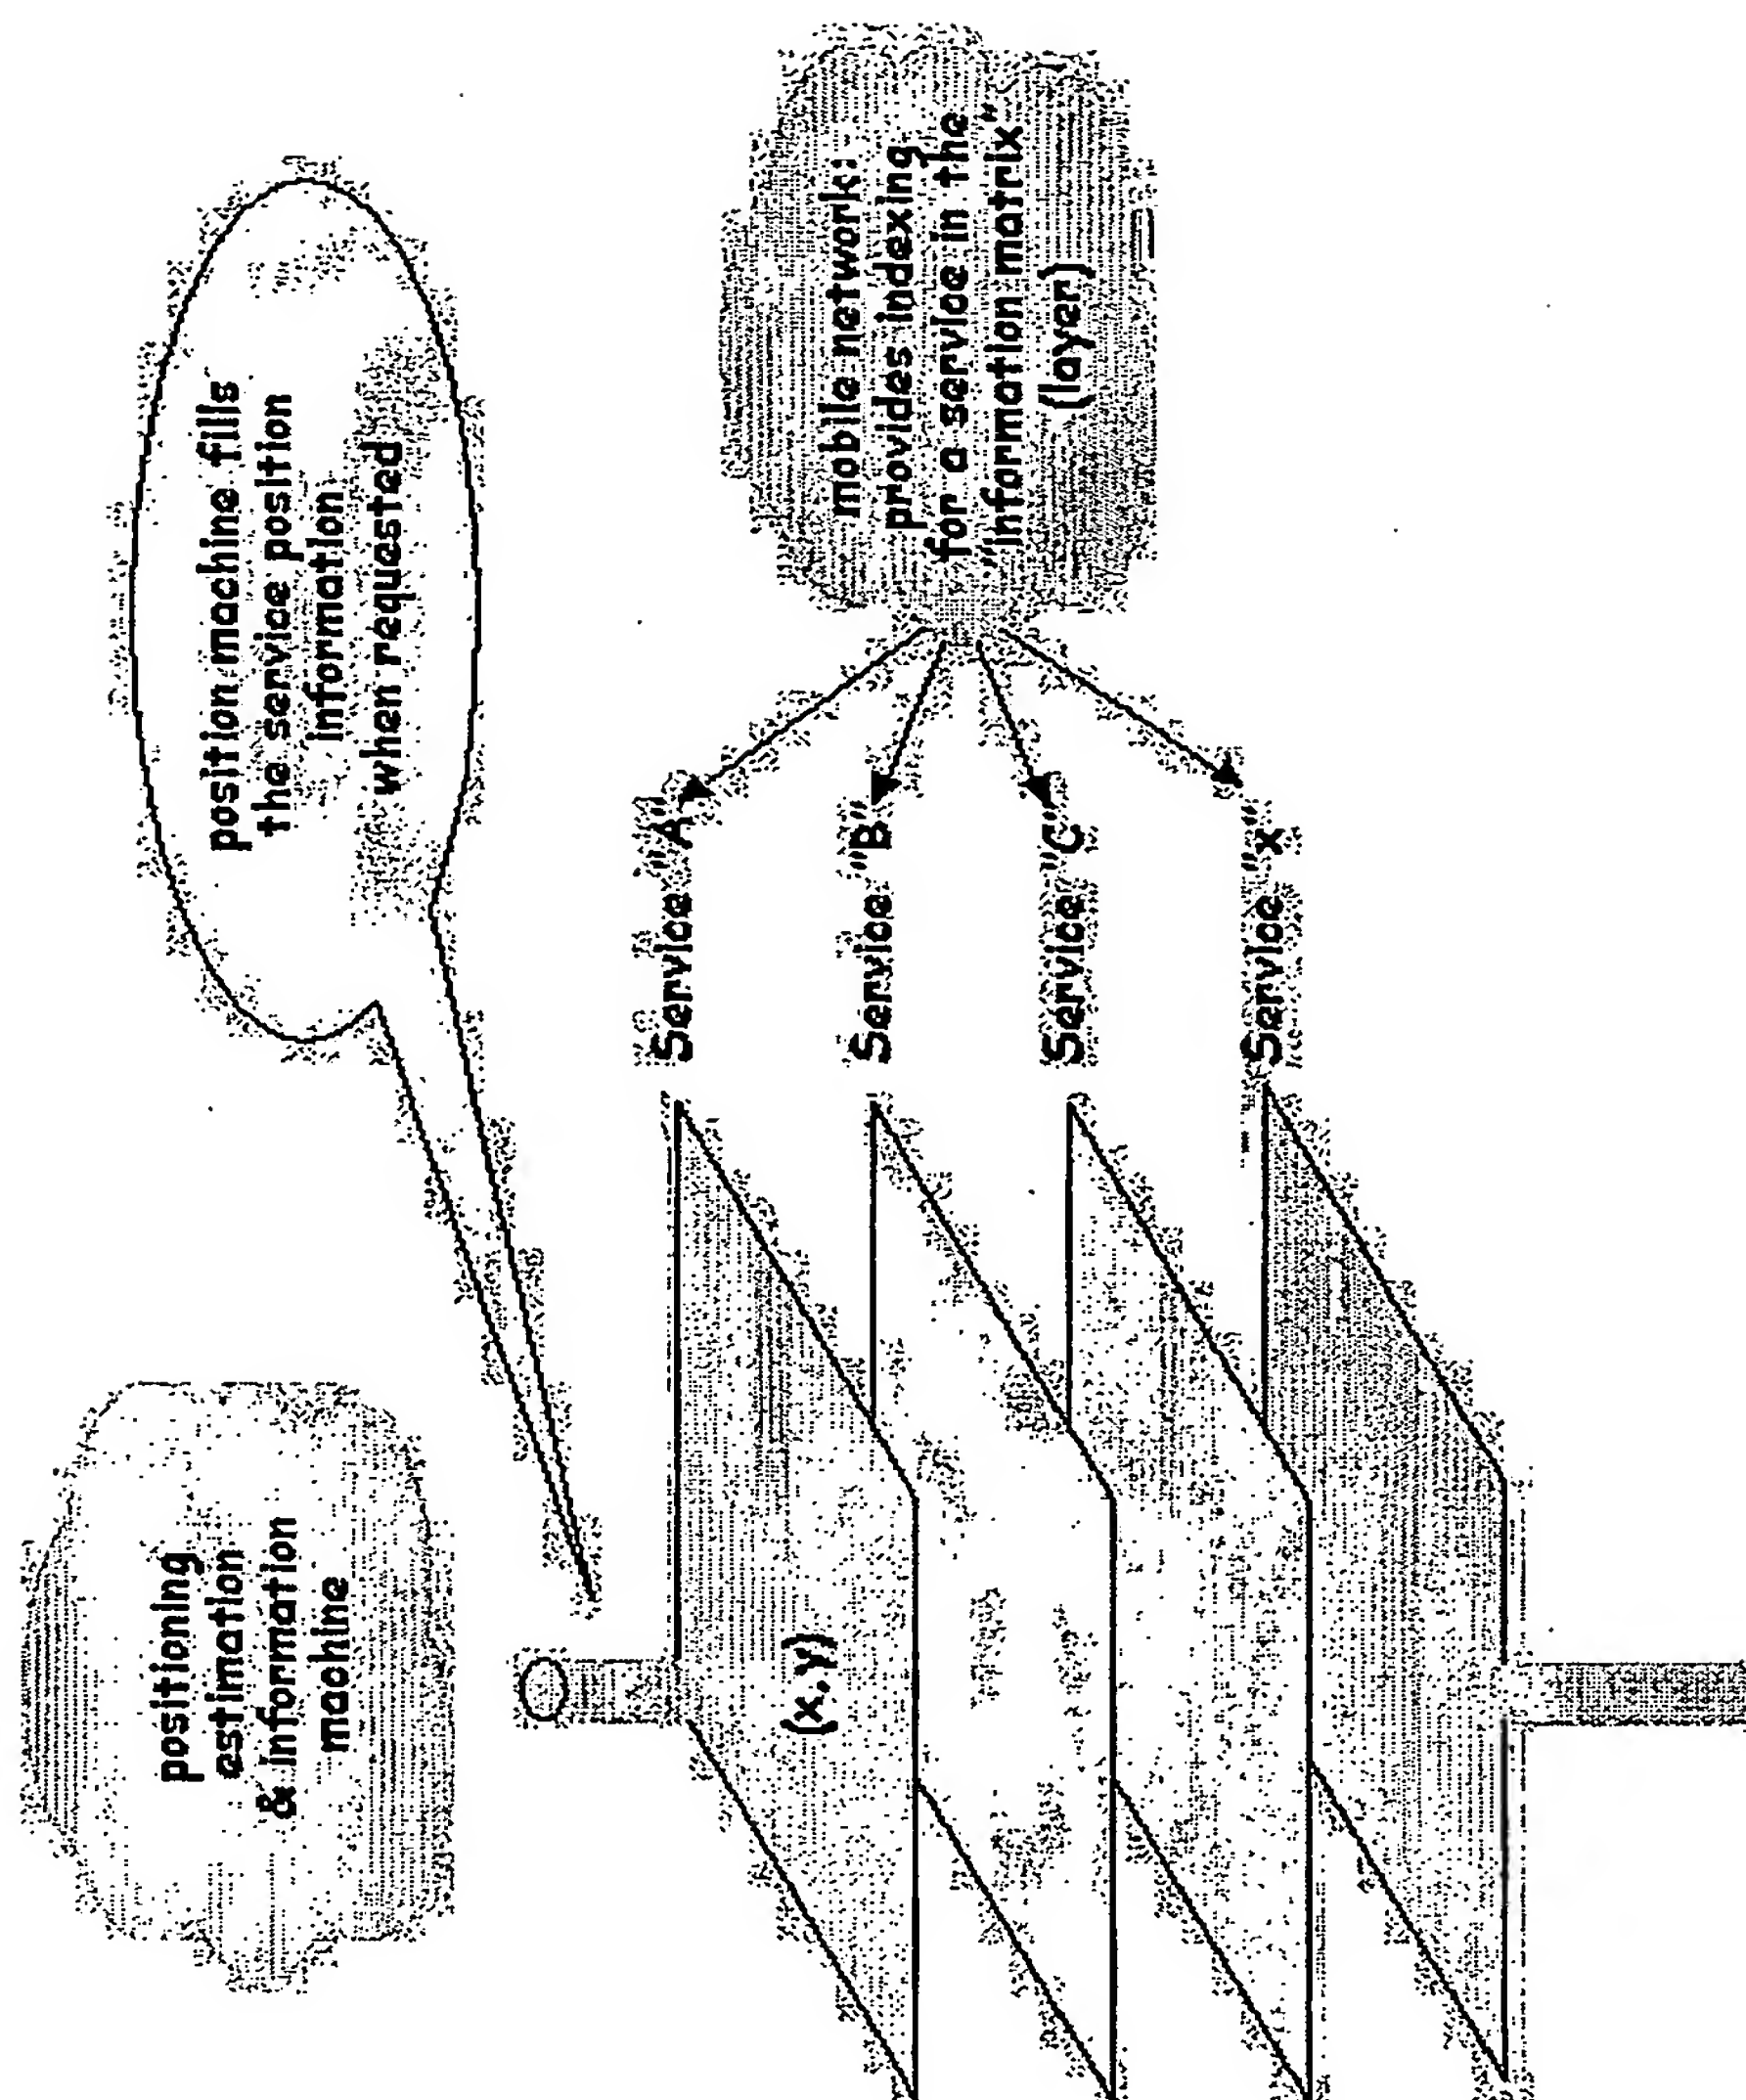 positioning
estimation
& information
machine
position machine fills
the service position
information
when requested
mobile network:
provides indexing
for a service in the
"information matrix"
(layer)
Service "A"
Service "B"
Service "C"
Service "x"
(x,y)